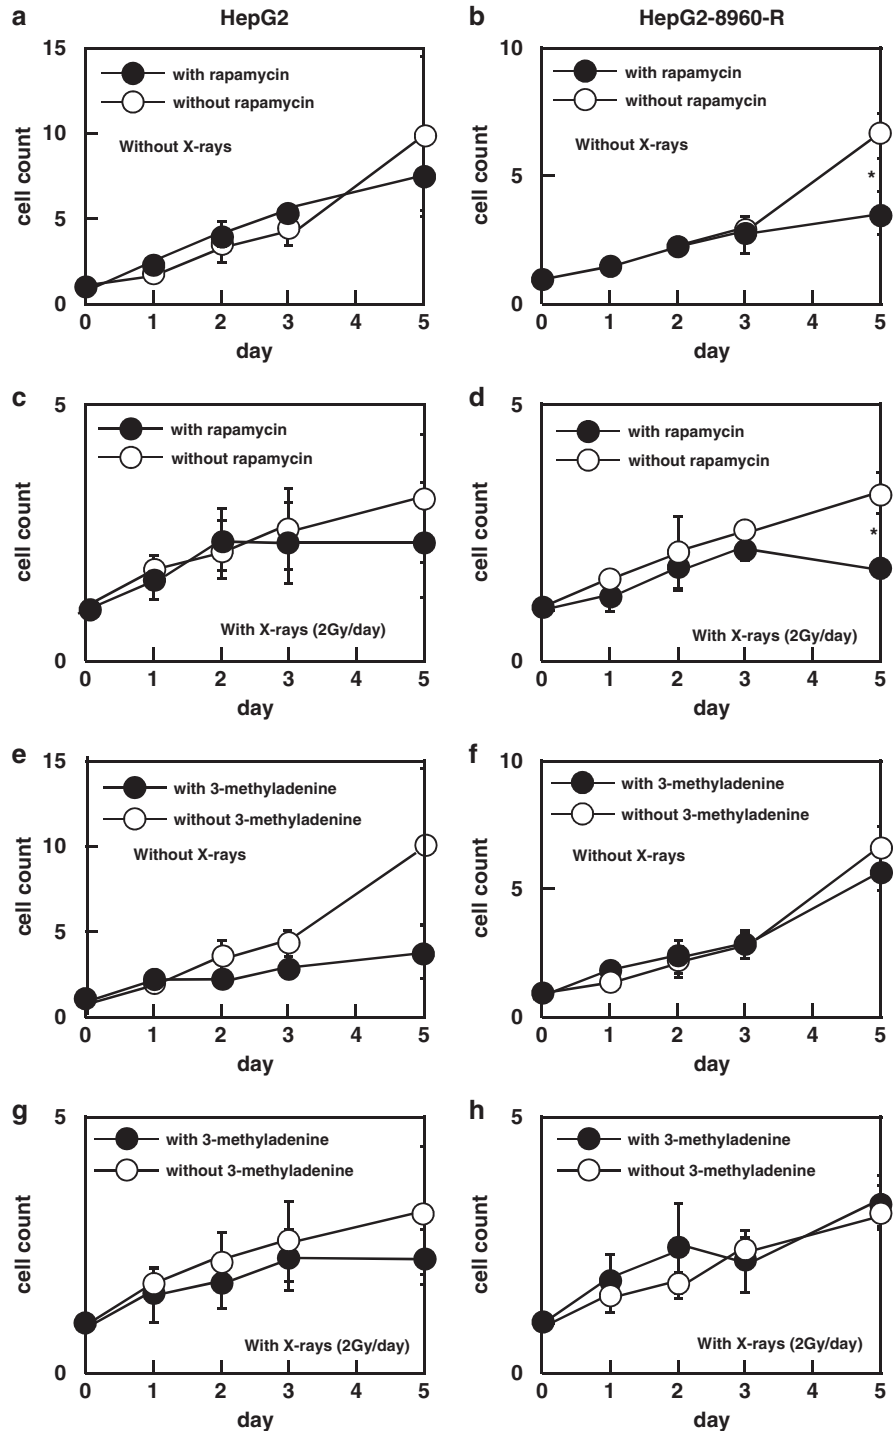 a HepG2
15
10
5
0
cell count
with rapamycin
without rapamycin
Without X-rays
0 1 2 3 4 5
day
b HepG2-8960-R
10
5
0
cell count
with rapamycin
without rapamycin
Without X-rays
*
0 1 2 3 4 5
day
c
5
0
cell count
with rapamycin
without rapamycin
With X-rays (2Gy/day)
0 1 2 3 4 5
day
d
5
0
cell count
with rapamycin
without rapamycin
*
With X-rays (2Gy/day)
0 1 2 3 4 5
day
e
15
10
5
0
cell count
with 3-methyladenine
without 3-methyladenine
Without X-rays
0 1 2 3 4 5
day
f
10
5
0
cell count
with 3-methyladenine
without 3-methyladenine
Without X-rays
0 1 2 3 4 5
day
g
5
0
cell count
with 3-methyladenine
without 3-methyladenine
With X-rays (2Gy/day)
0 1 2 3 4 5
day
h
5
0
cell count
with 3-methyladenine
without 3-methyladenine
With X-rays (2Gy/day)
0 1 2 3 4 5
day